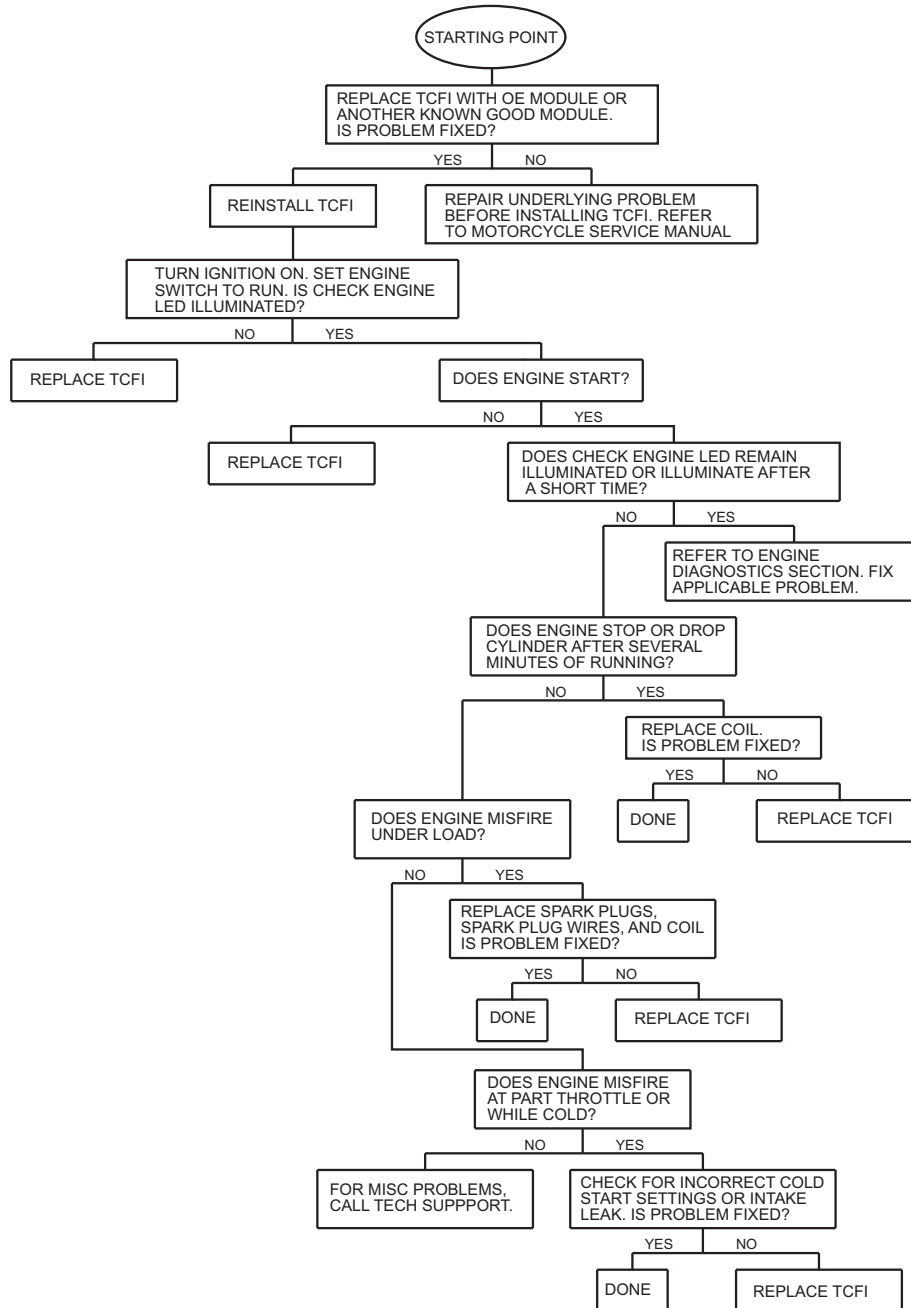 STARTING POINT
REPLACE TCFI WITH OE MODULE OR
ANOTHER KNOWN GOOD MODULE.
IS PROBLEM FIXED?
YES
NO
REINSTALL TCFI
REPAIR UNDERLYING PROBLEM
BEFORE INSTALLING TCFI. REFER
TO MOTORCYCLE SERVICE MANUAL
TURN IGNITION ON. SET ENGINE
SWITCH TO RUN. IS CHECK ENGINE
LED ILLUMINATED?
NO
YES
REPLACE TCFI
DOES ENGINE START?
NO
YES
REPLACE TCFI
DOES CHECK ENGINE LED REMAIN
ILLUMINATED OR ILLUMINATE AFTER
A SHORT TIME?
NO
YES
REFER TO ENGINE
DIAGNOSTICS SECTION. FIX
APPLICABLE PROBLEM.
DOES ENGINE STOP OR DROP
CYLINDER AFTER SEVERAL
MINUTES OF RUNNING?
NO
YES
REPLACE COIL.
IS PROBLEM FIXED?
YES
NO
DONE
REPLACE TCFI
DOES ENGINE MISFIRE
UNDER LOAD?
NO
YES
REPLACE SPARK PLUGS,
SPARK PLUG WIRES, AND COIL
IS PROBLEM FIXED?
YES
NO
DONE
REPLACE TCFI
DOES ENGINE MISFIRE
AT PART THROTTLE OR
WHILE COLD?
NO
YES
FOR MISC PROBLEMS,
CALL TECH SUPPPORT.
CHECK FOR INCORRECT COLD
START SETTINGS OR INTAKE
LEAK. IS PROBLEM FIXED?
YES
NO
DONE
REPLACE TCFI